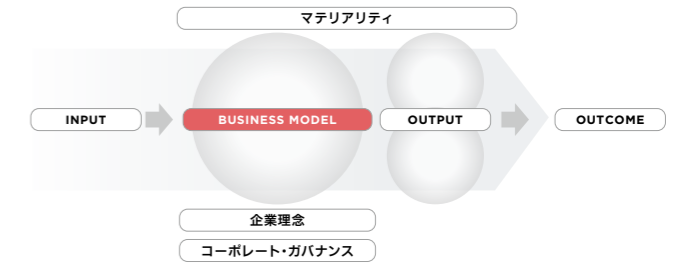 マテリアリティ
INPUT
BUSINESS MODEL
OUTPUT
OUTCOME
企業理念
コーポレート・ガバナンス